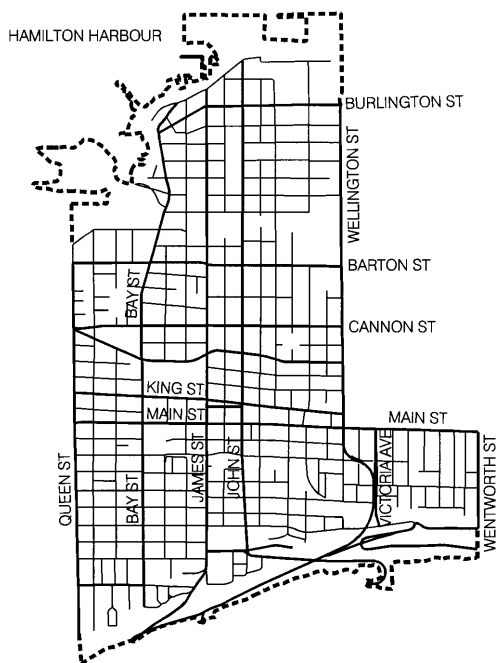 HAMILTON HARBOUR
BURLINGTON ST
WELLINGTON ST
BARTON ST
BAY ST
CANNON ST
KING ST
MAIN ST
MAIN ST
QUEEN ST
BAY ST
JAMES ST
JOHN ST
VICTORIA AVE
WENTWORTH ST